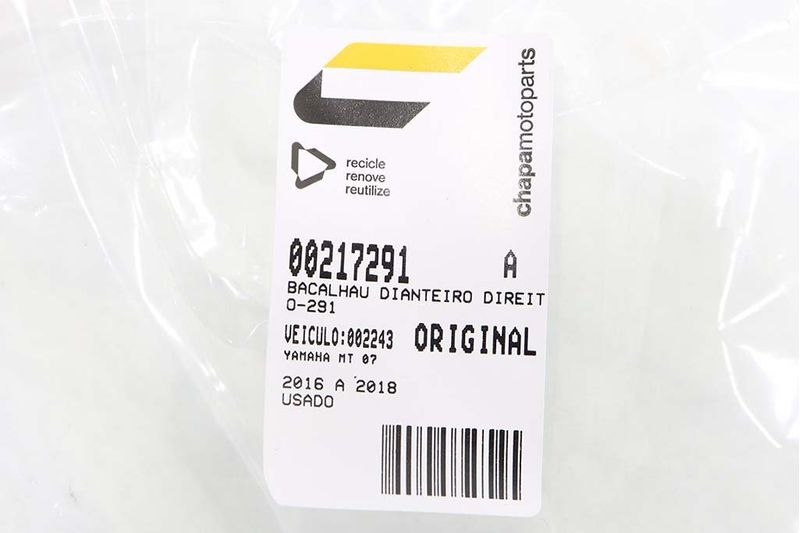 chapamotoparts
recicle
renove
reutilize
00217291 A
BACALHAU DIANTEIRO DIREIT
O-291
VEICULO:002243 ORIGINAL
YAMAHA MT 07
2016 A 2018
USADO